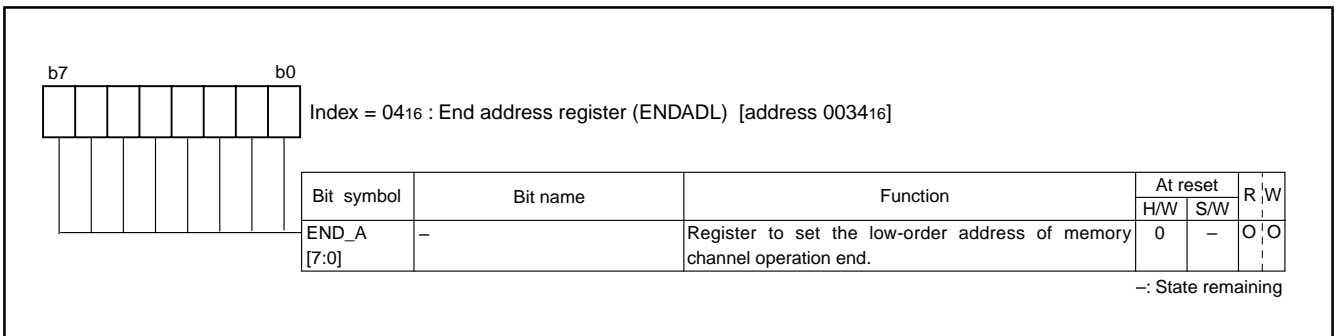 b7 b0
Index = 0416 : End address register (ENDADL) [address 003416]
Bit symbol Bit name Function At reset R W
H/W S/W
END_A – Register to set the low-order address of memory 0 – O O
[7:0] channel operation end.
–: State remaining